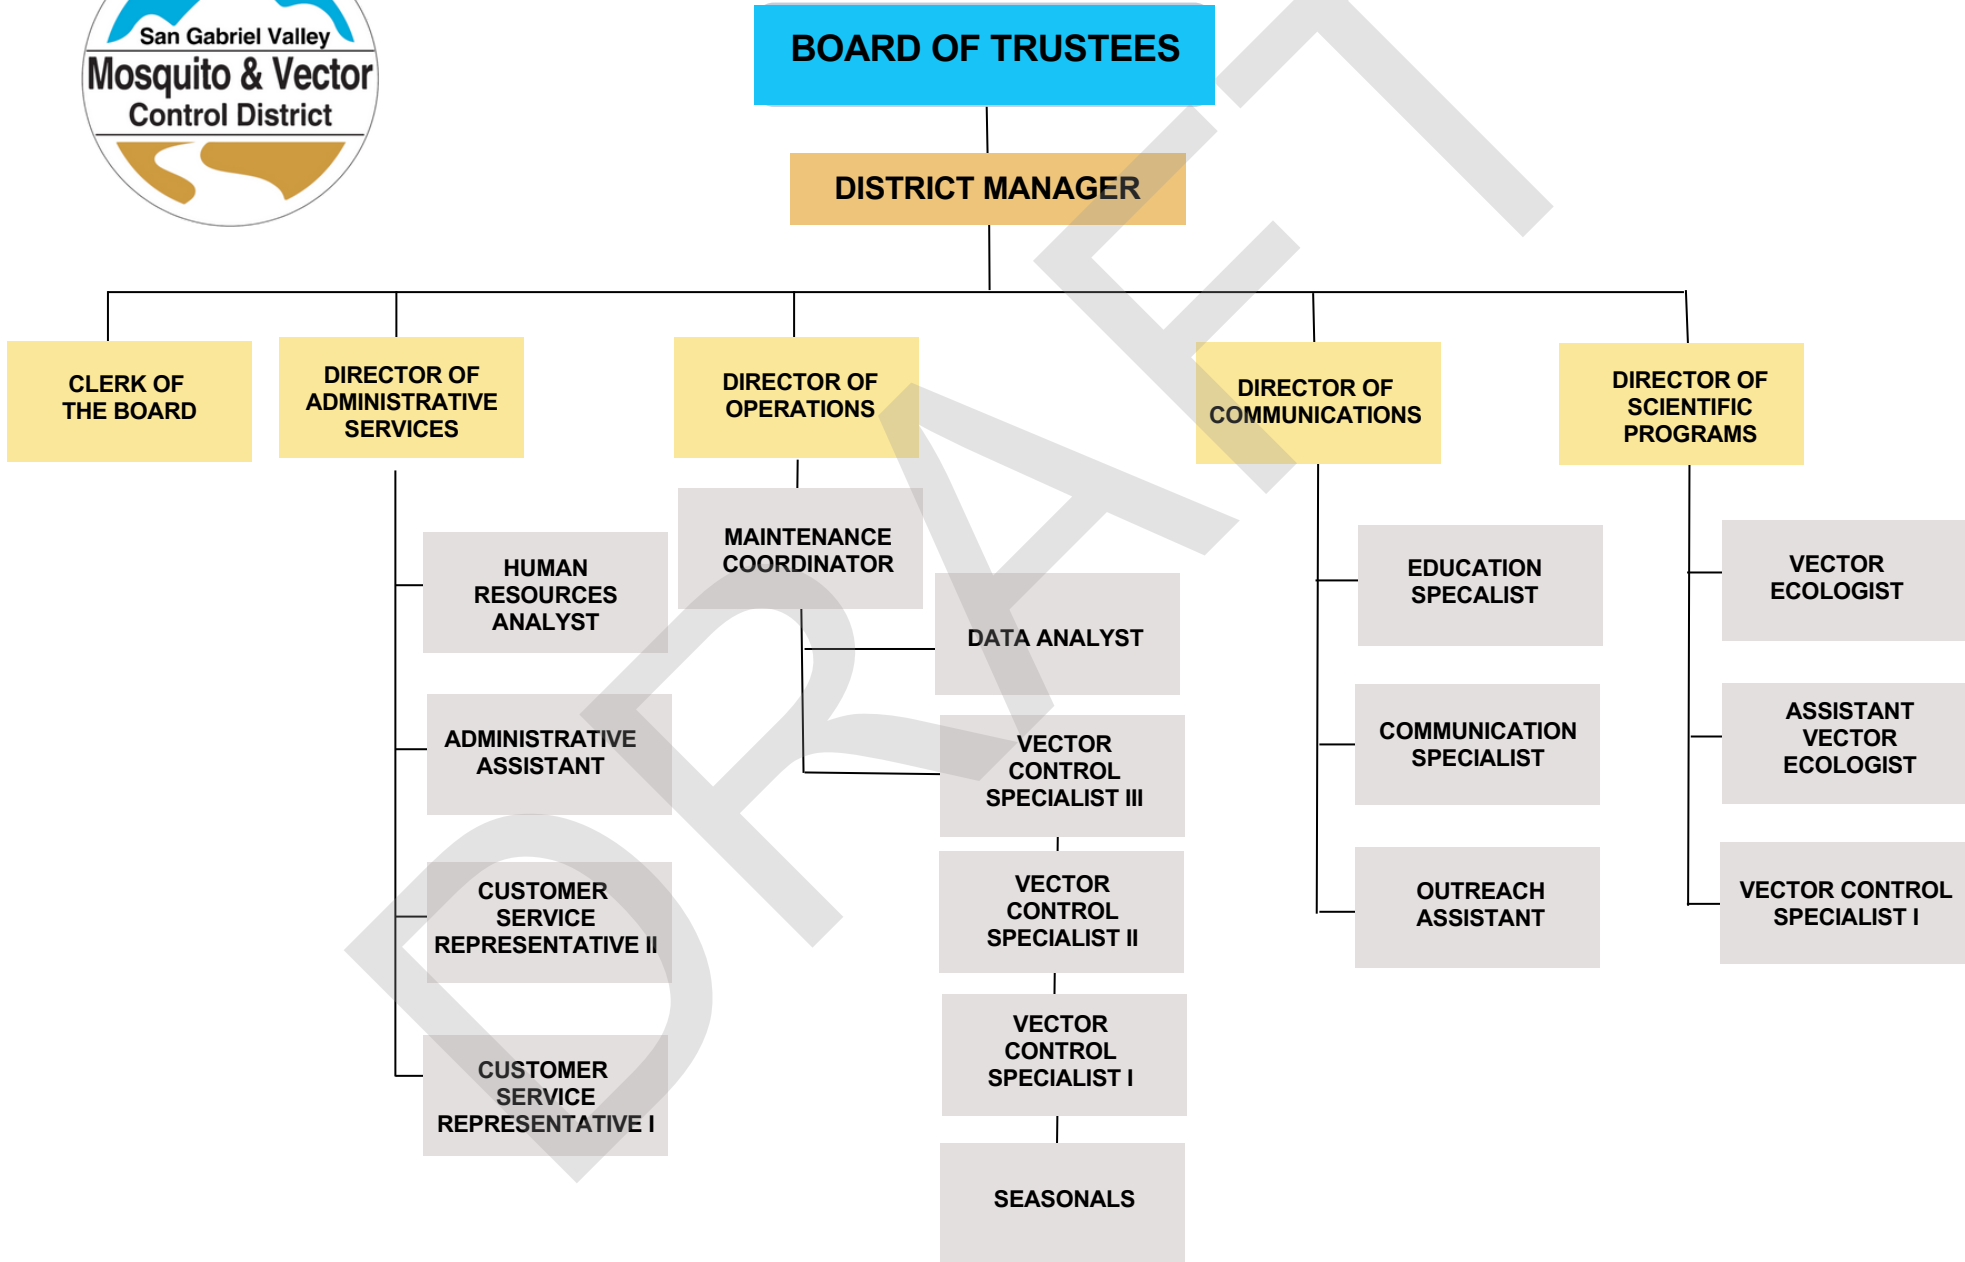 San Gabriel Valley
Mosquito & Vector
Control District
BOARD OF TRUSTEES
DISTRICT MANAGER
CLERK OF
THE BOARD
DIRECTOR OF
ADMINISTRATIVE
SERVICES
HUMAN
RESOURCES
ANALYST
ADMINISTRATIVE
ASSISTANT
CUSTOMER
SERVICE
REPRESENTATIVE II
CUSTOMER
SERVICE
REPRESENTATIVE I
DIRECTOR OF
OPERATIONS
MAINTENANCE
COORDINATOR
DATA ANALYST
VECTOR
CONTROL
SPECIALIST III
VECTOR
CONTROL
SPECIALIST II
VECTOR
CONTROL
SPECIALIST I
SEASONALS
DIRECTOR OF
COMMUNICATIONS
EDUCATION
SPECALIST
COMMUNICATION
SPECIALIST
OUTREACH
ASSISTANT
DIRECTOR OF
SCIENTIFIC
PROGRAMS
VECTOR
ECOLOGIST
ASSISTANT
VECTOR
ECOLOGIST
VECTOR CONTROL
SPECIALIST I
DRAFT